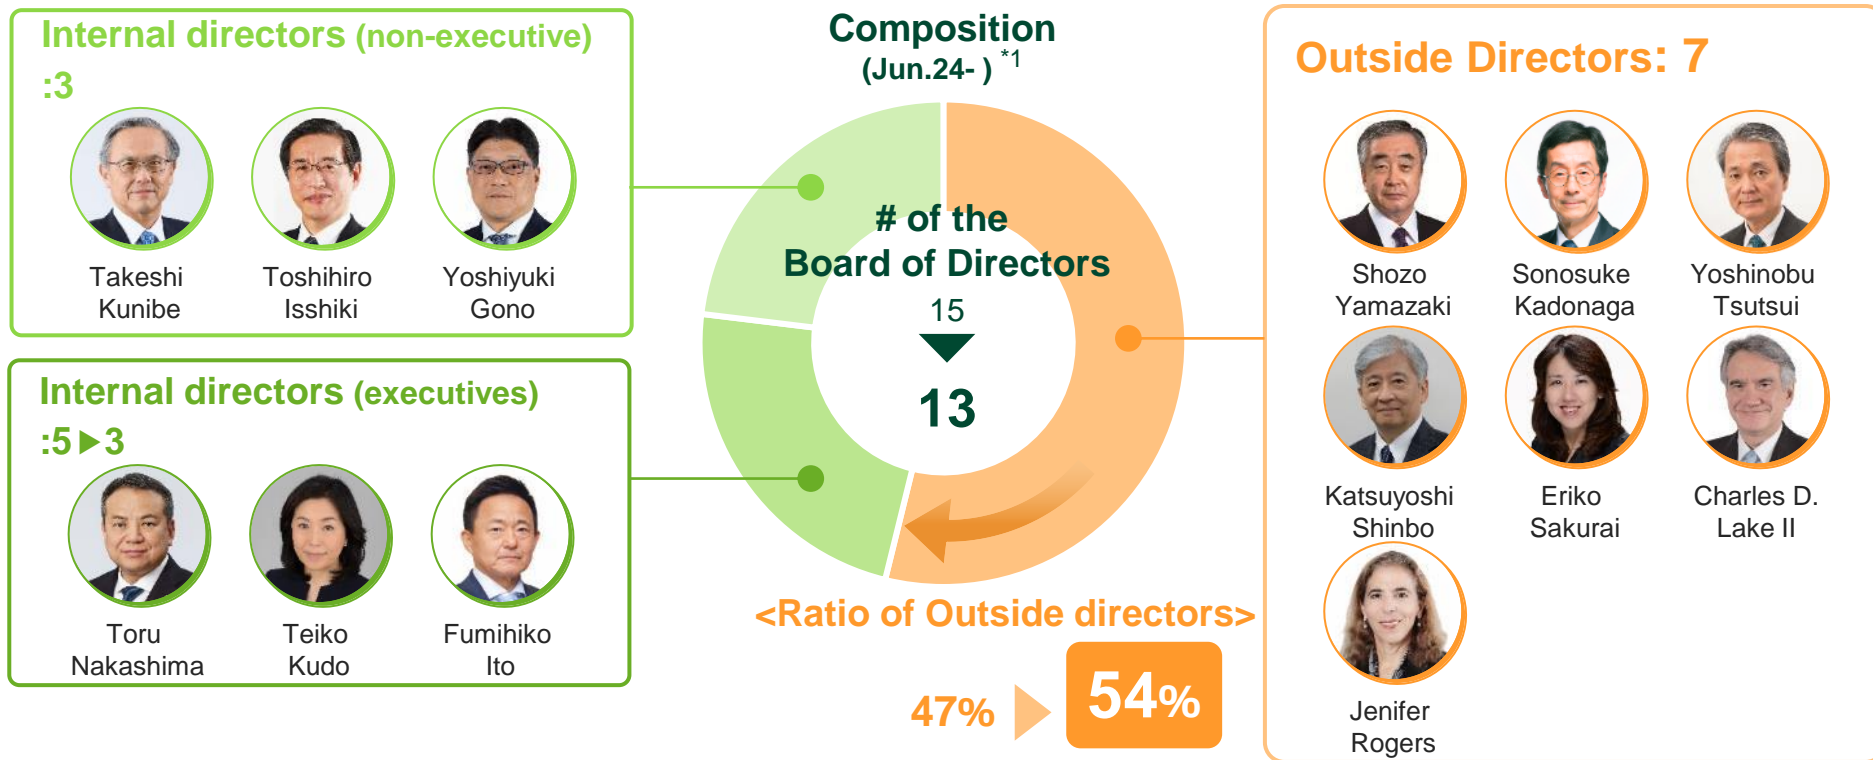 Internal directors (non-executive)
:3
Takeshi
Kunibe
Toshihiro
Isshiki
Yoshiyuki
Gono
Internal directors (executives)
:5▶3
Toru
Nakashima
Teiko
Kudo
Fumihiko
Ito
Composition
(Jun.24- ) *1
# of the
Board of Directors
15
▼
13
<Ratio of Outside directors>
47% ▶ 54%
Outside Directors: 7
Shozo
Yamazaki
Sonosuke
Kadonaga
Yoshinobu
Tsutsui
Katsuyoshi
Shinbo
Eriko
Sakurai
Charles D.
Lake II
Jenifer
Rogers